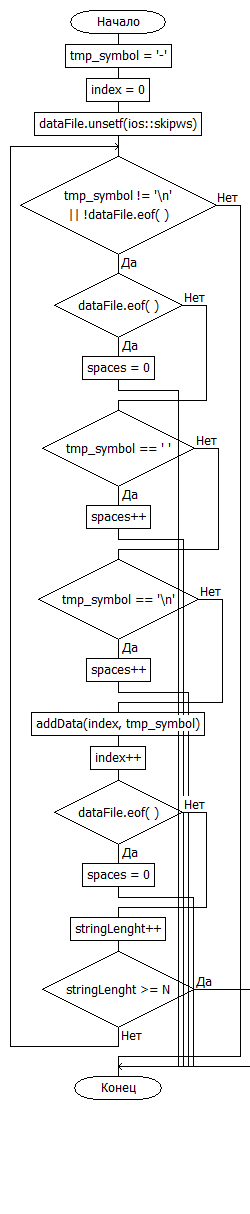 Начало
tmp_symbol = '-'
index = 0
dataFile.unsetf(ios::skipws)
tmp_symbol != '\n'
|| !dataFile.eof( )
Нет
Да
dataFile.eof( )
Нет
Да
spaces = 0
tmp_symbol == ' '
Нет
Да
spaces++
tmp_symbol == '\n'
Нет
Да
spaces++
addData(index, tmp_symbol)
index++
dataFile.eof( )
Нет
Да
spaces = 0
stringLenght++
stringLenght >= N
Да
Нет
Конец